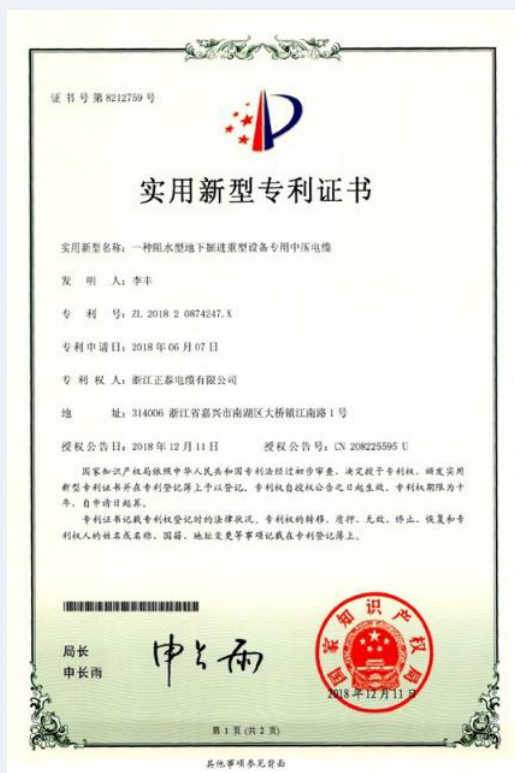 证书号第8212759号
实用新型专利证书
实用新型名称：一种阻水型地下掘进重型设备专用中压电缆
发明人：李丰
专利号：ZL 2018 2 0874247.X
专利申请日：2018年06月07日
专利权人：浙江正泰电缆有限公司
地址：314006 浙江省嘉兴市南湖区大桥镇江南路1号
授权公告日：2018年12月11日 授权公告号：CN 208225595 U
国家知识产权局依照中华人民共和国专利法经过初步审查，决定授予专利权，颁发实用
新型专利证书并在专利登记簿上予以登记。专利权自授权公告之日起生效。专利权期限为十
年，自申请日起算。
专利证书记载专利权登记时的法律状况。专利权的转移、质押、无效、终止、恢复和专
利权人的姓名或名称、国籍、地址变更等事项记载在专利登记簿上。
局长
申长雨
申长雨
国家知识产权局
2018年12月11日
第 1 页 (共 2 页)
其他事项参见背面